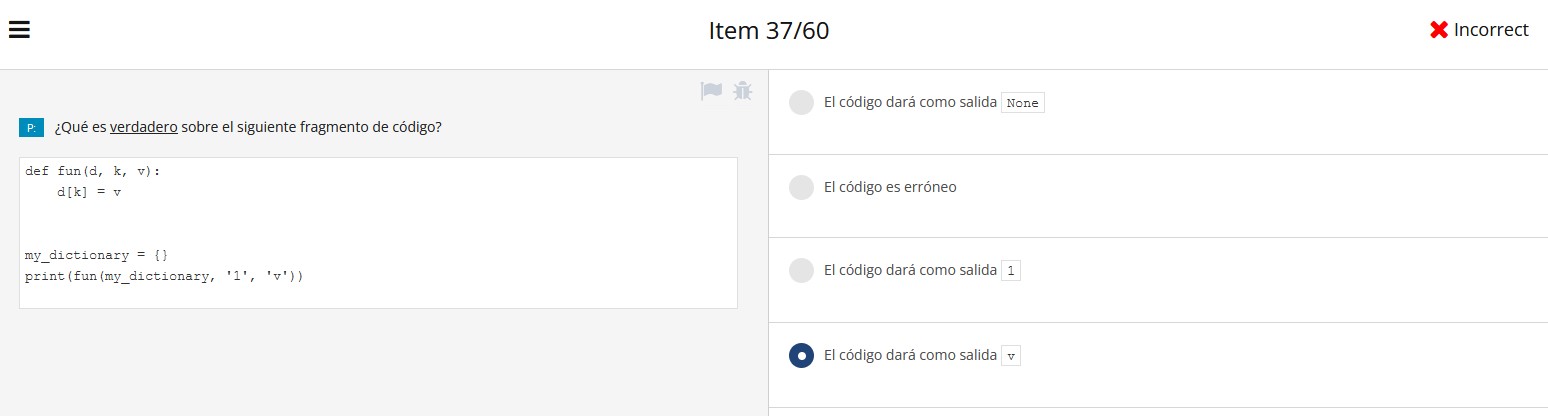 Item 37/60
Incorrect
P: ¿Qué es verdadero sobre el siguiente fragmento de código?
def fun(d, k, v):
    d[k] = v
my_dictionary = {}
print(fun(my_dictionary, '1', 'v'))
El código dará como salida None
El código es erróneo
El código dará como salida 1
El código dará como salida v